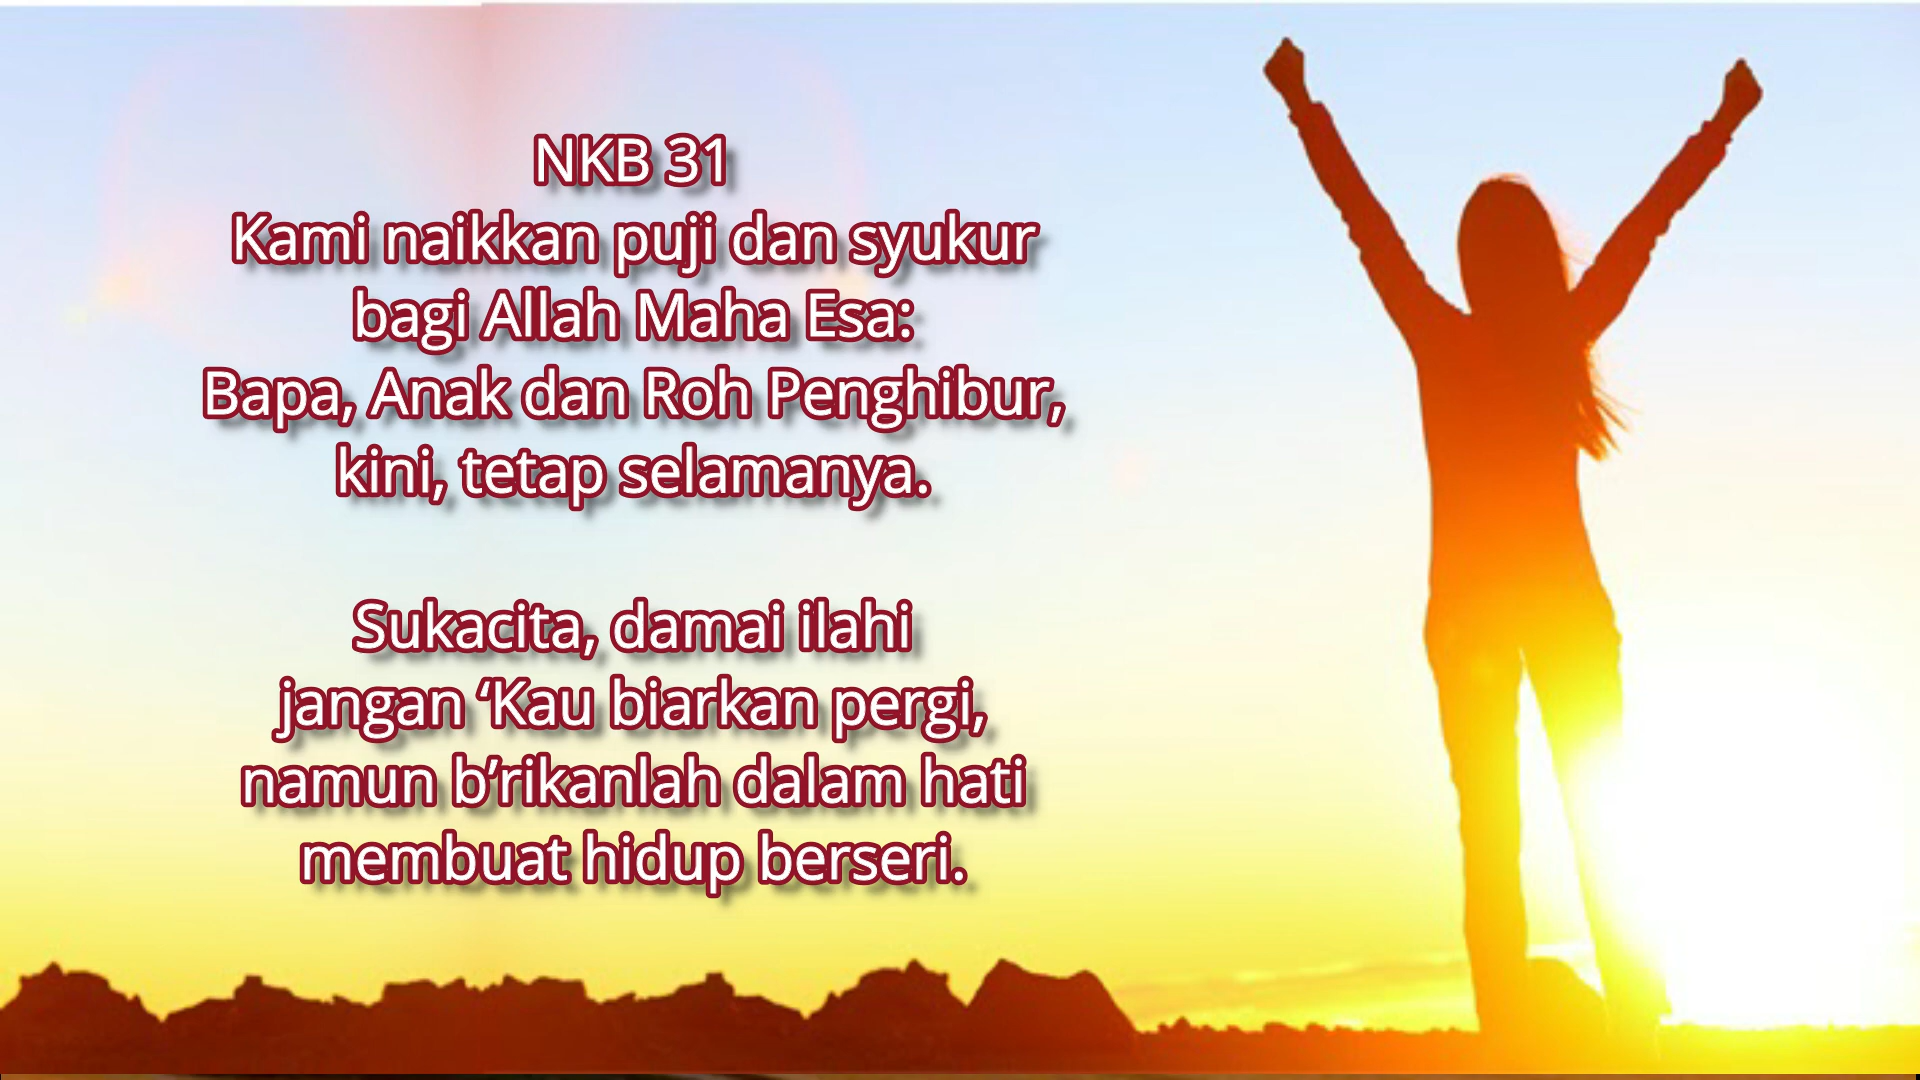 NKB 31
Kami naikkan puji dan syukur
bagi Allah Maha Esa:
Bapa, Anak dan Roh Penghibur,
kini, tetap selamanya.
Sukacita, damai ilahi
jangan ‘Kau biarkan pergi,
namun b’rikanlah dalam hati
membuat hidup berseri.